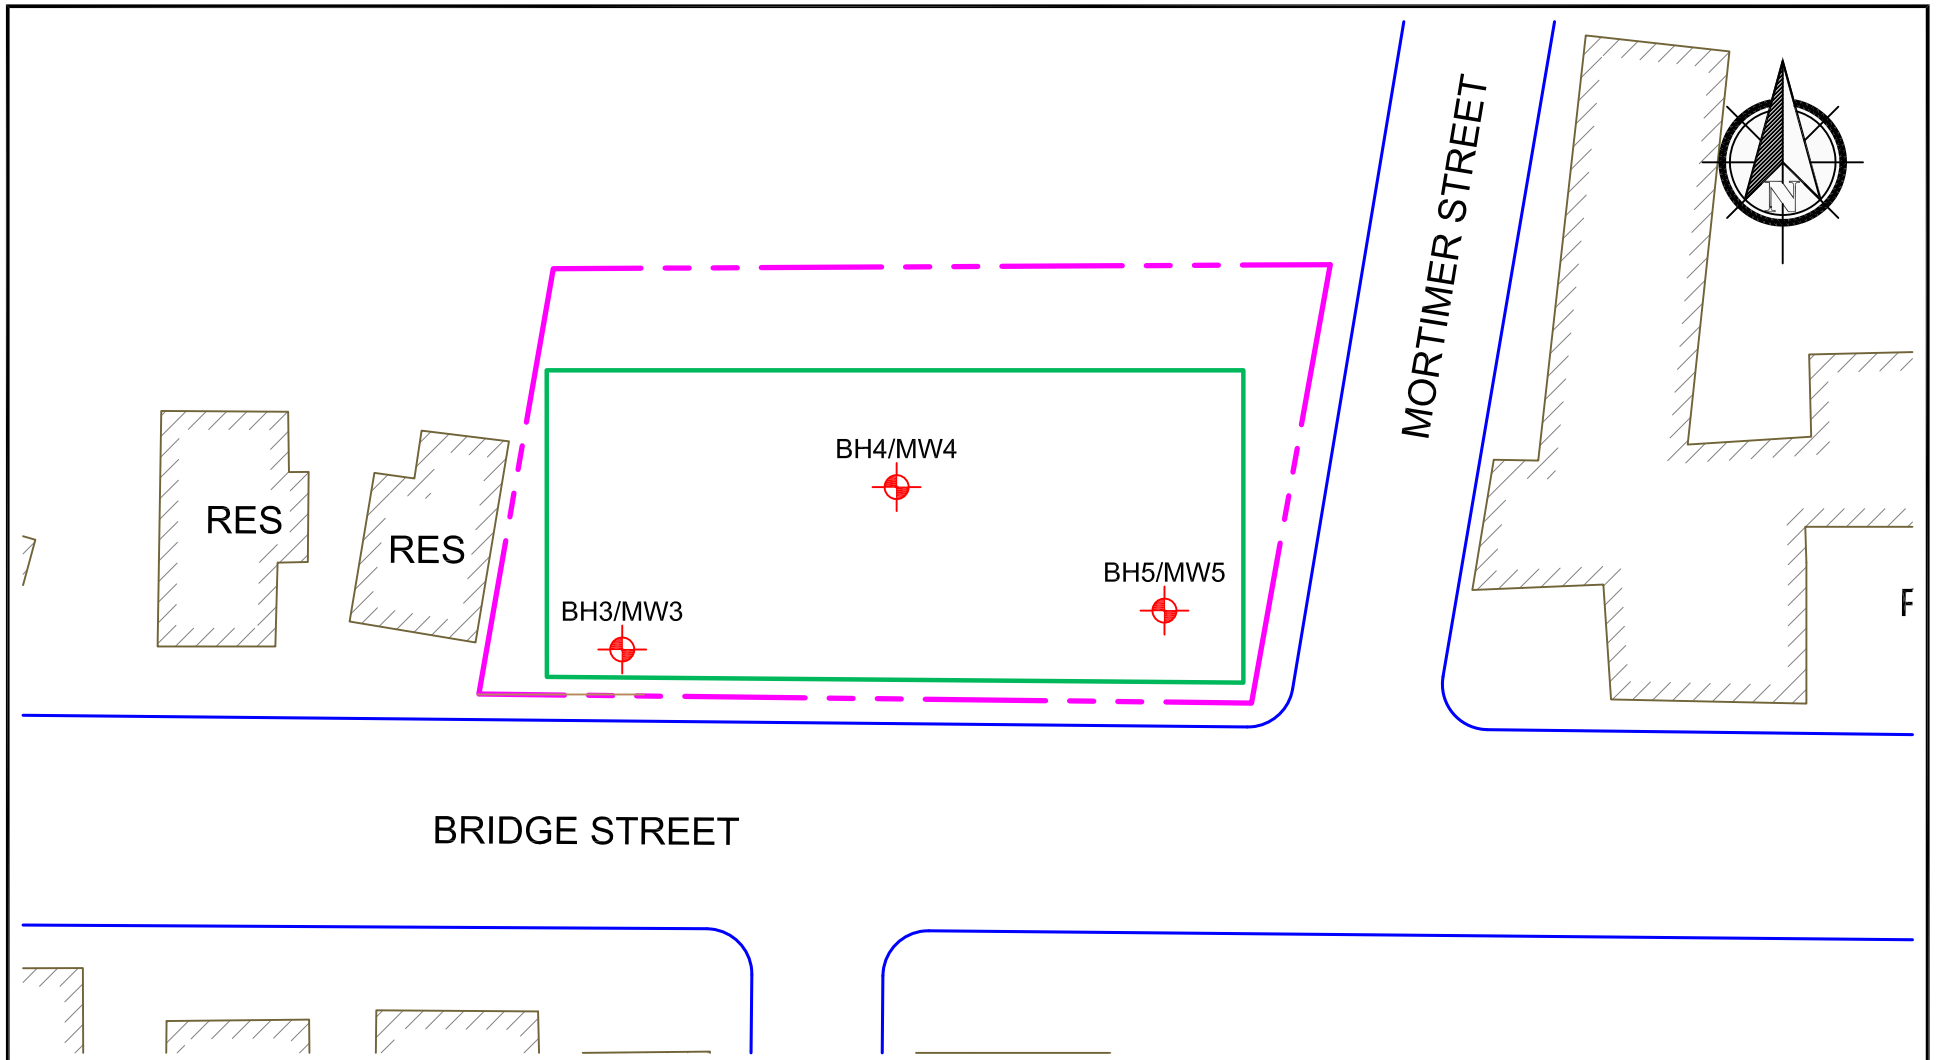 MORTIMER STREET
N
BH4/MW4
RES
RES
BH5/MW5
BH3/MW3
BRIDGE STREET